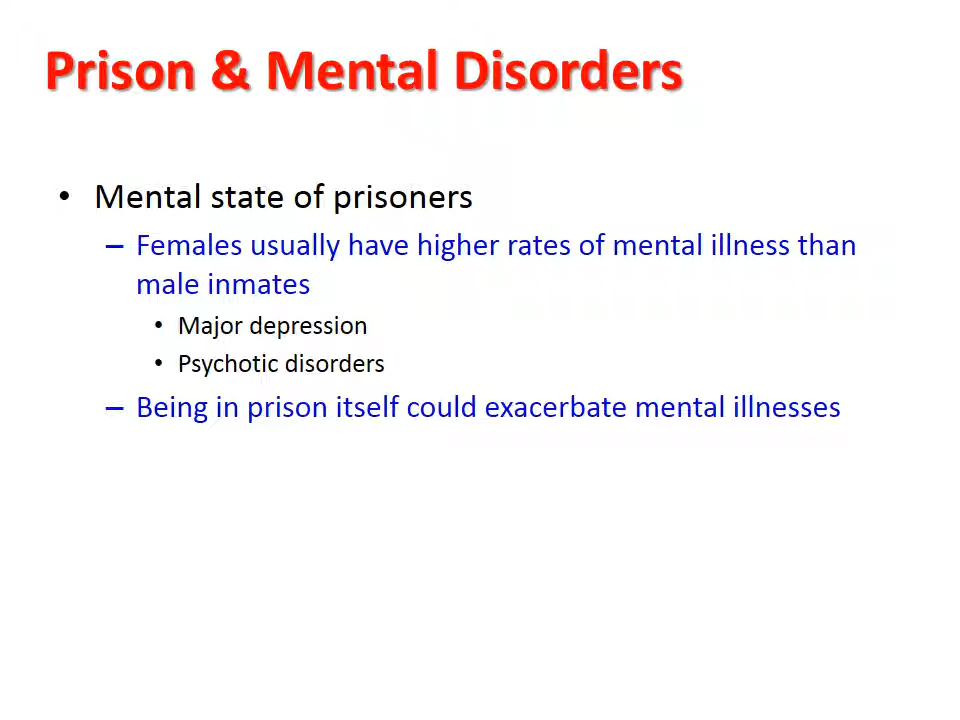 Prison & Mental Disorders
• Mental state of prisoners
– Females usually have higher rates of mental illness than
male inmates
• Major depression
• Psychotic disorders
– Being in prison itself could exacerbate mental illnesses